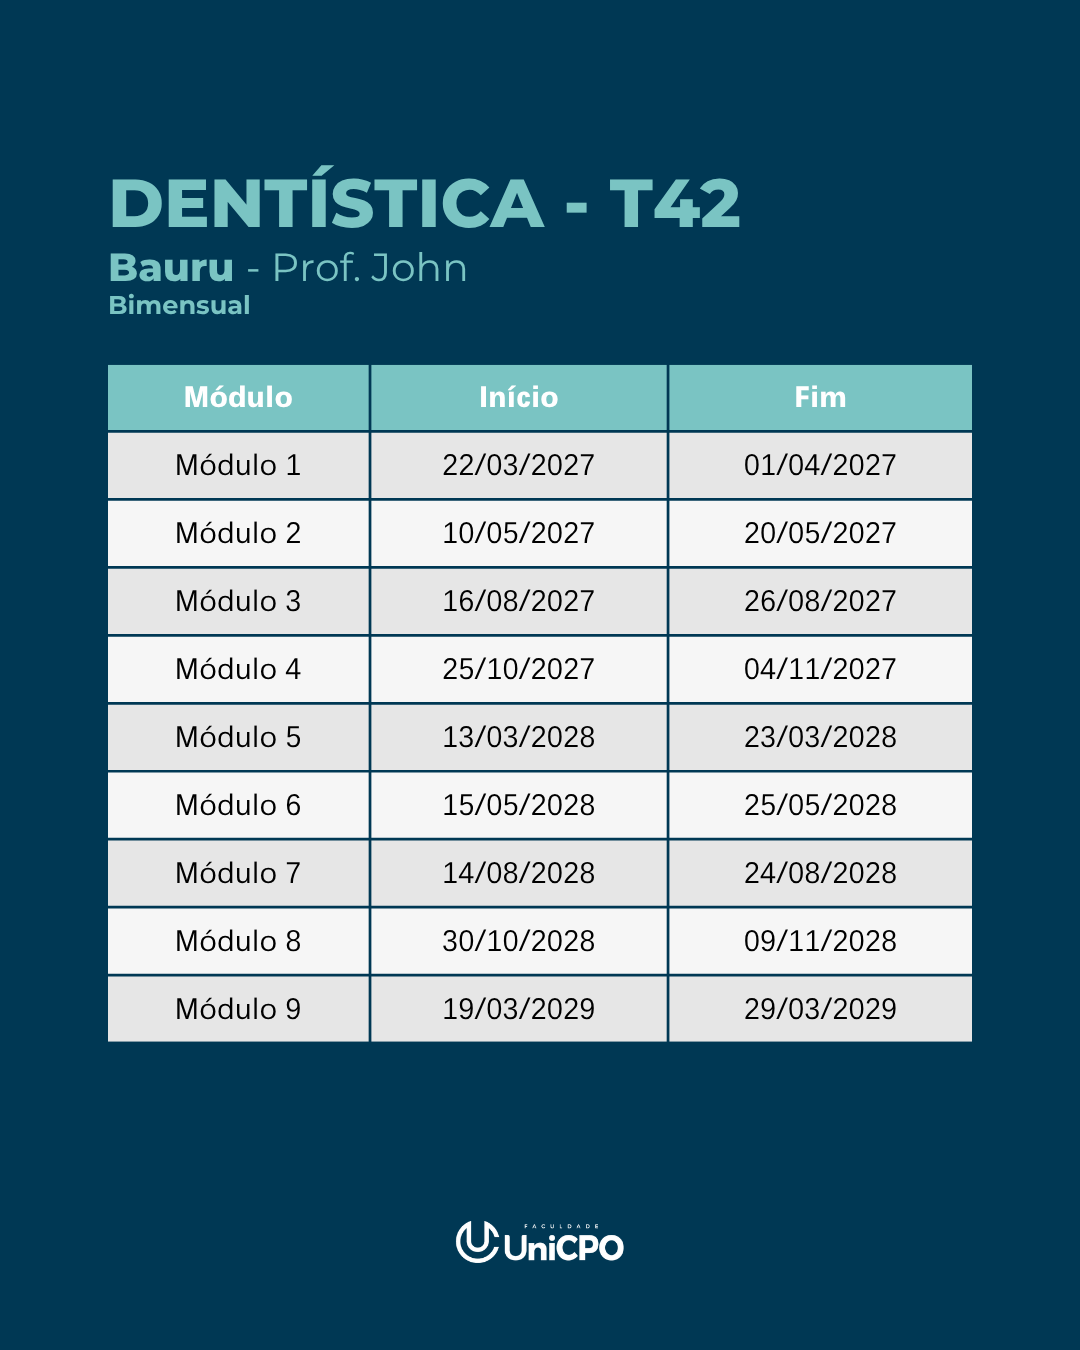 DENTÍSTICA - T42
Bauru - Prof. John
Bimensual
Módulo Início Fim
Módulo 1 22/03/2027 01/04/2027
Módulo 2 10/05/2027 20/05/2027
Módulo 3 16/08/2027 26/08/2027
Módulo 4 25/10/2027 04/11/2027
Módulo 5 13/03/2028 23/03/2028
Módulo 6 15/05/2028 25/05/2028
Módulo 7 14/08/2028 24/08/2028
Módulo 8 30/10/2028 09/11/2028
Módulo 9 19/03/2029 29/03/2029
FACULDADE
UniCPO